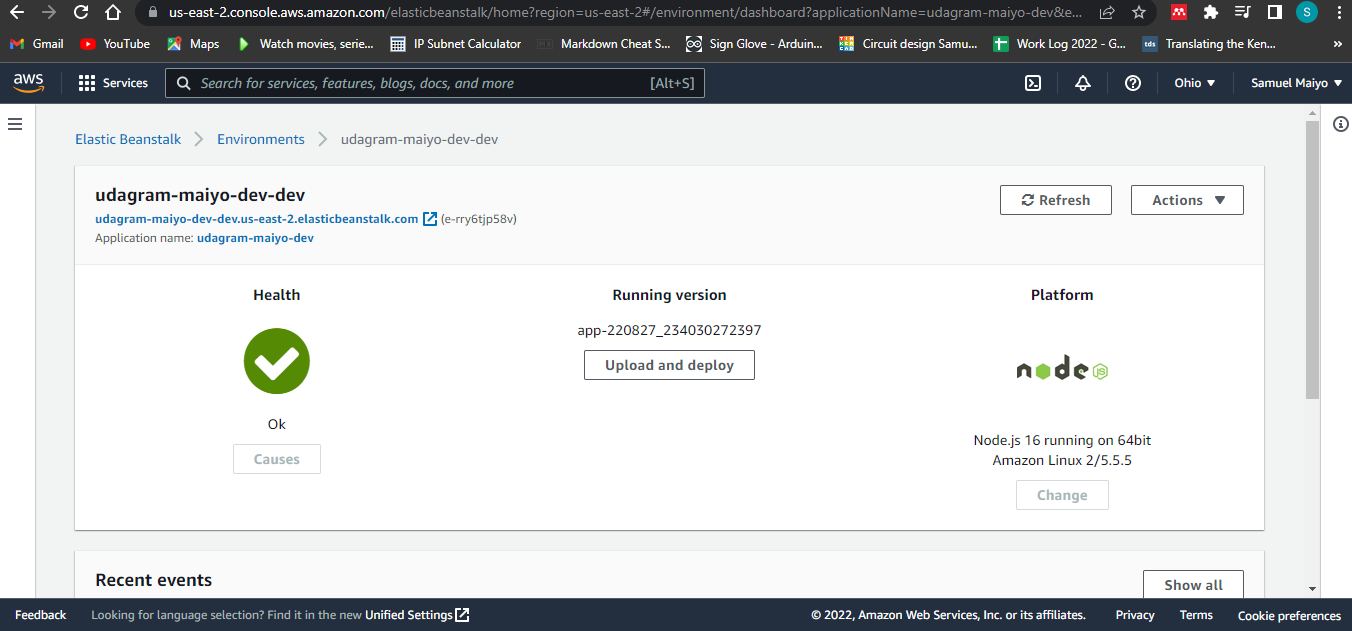 us-east-2.console.aws.amazon.com/elasticbeanstalk/home?region=us-east-2#/environment/dashboard?applicationName=udagram-maiyo-dev&e...
S
Gmail YouTube Maps Watch movies, serie... IP Subnet Calculator Markdown Cheat S... Sign Glove - Arduin... Circuit design Samu... Work Log 2022 - G... Translating the Ken... »
aws Services Search for services, features, blogs, docs, and more [Alt+S] Ohio Samuel Maiyo
Elastic Beanstalk Environments udagram-maiyo-dev-dev
udagram-maiyo-dev-dev
Refresh Actions
udagram-maiyo-dev-dev.us-east-2.elasticbeanstalk.com (e-rry6tjp58v)
Application name: udagram-maiyo-dev
Health Running version Platform
app-220827_234030272397
Upload and deploy
node JS
Ok
Causes
Node.js 16 running on 64bit
Amazon Linux 2/5.5.5
Change
Recent events Show all
Feedback Looking for language selection? Find it in the new Unified Settings © 2022, Amazon Web Services, Inc. or its affiliates. Privacy Terms Cookie preferences